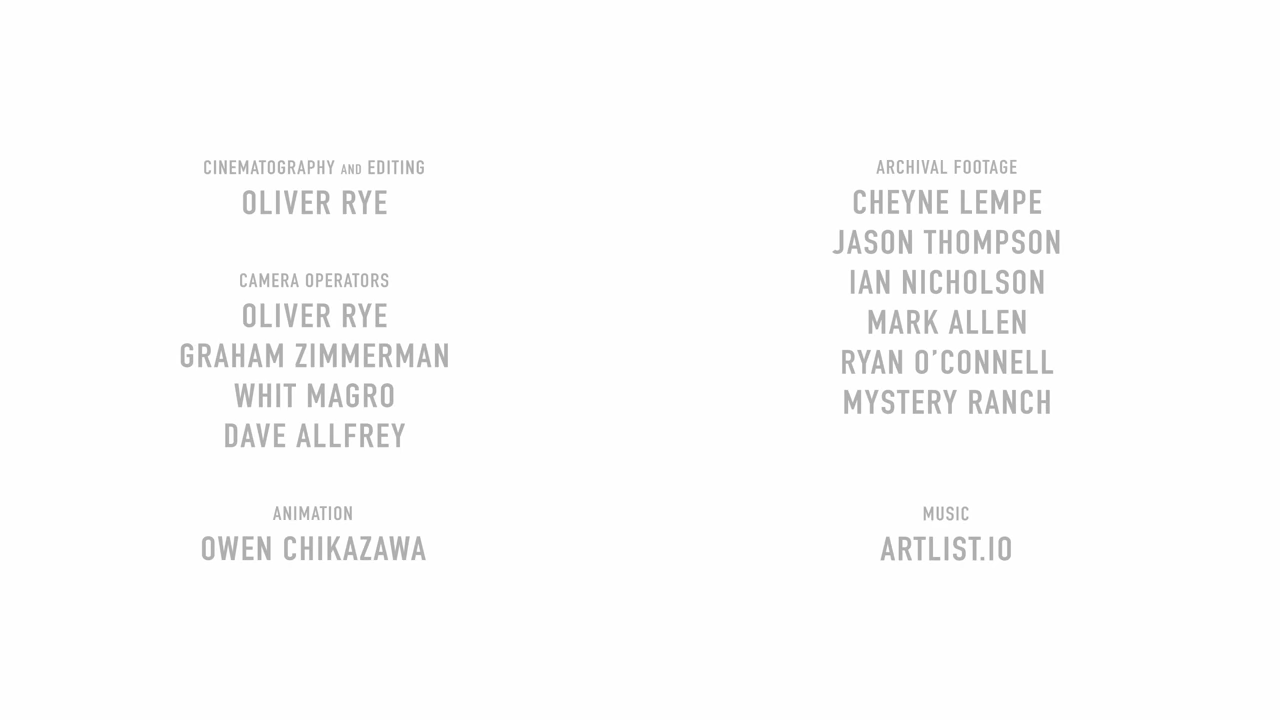 CINEMATOGRAPHY AND EDITING
OLIVER RYE
CAMERA OPERATORS
OLIVER RYE
GRAHAM ZIMMERMAN
WHIT MAGRO
DAVE ALLFREY
ANIMATION
OWEN CHIKAZAWA
ARCHIVAL FOOTAGE
CHEYNE LEMPE
JASON THOMPSON
IAN NICHOLSON
MARK ALLEN
RYAN O’CONNELL
MYSTERY RANCH
MUSIC
ARTLIST.IO